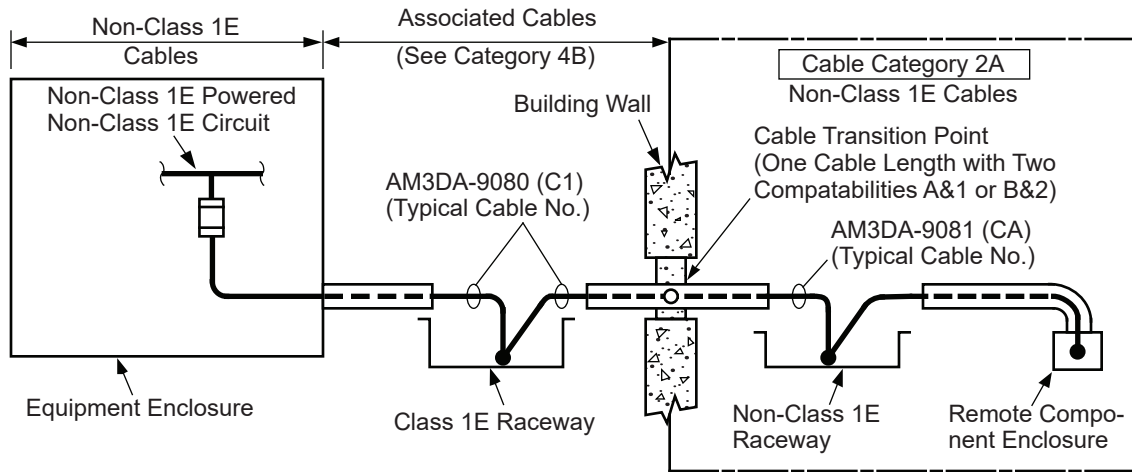 Non-Class 1E
Cables
Associated Cables
(See Category 4B)
Cable Category 2A
Non-Class 1E Cables
Non-Class 1E Powered
Non-Class 1E Circuit
Building Wall
Cable Transition Point
(One Cable Length with Two
Compatabilities A&1 or B&2)
AM3DA-9080 (C1)
(Typical Cable No.)
AM3DA-9081 (CA)
(Typical Cable No.)
Equipment Enclosure
Class 1E Raceway
Non-Class 1E
Raceway
Remote Compo-
nent Enclosure